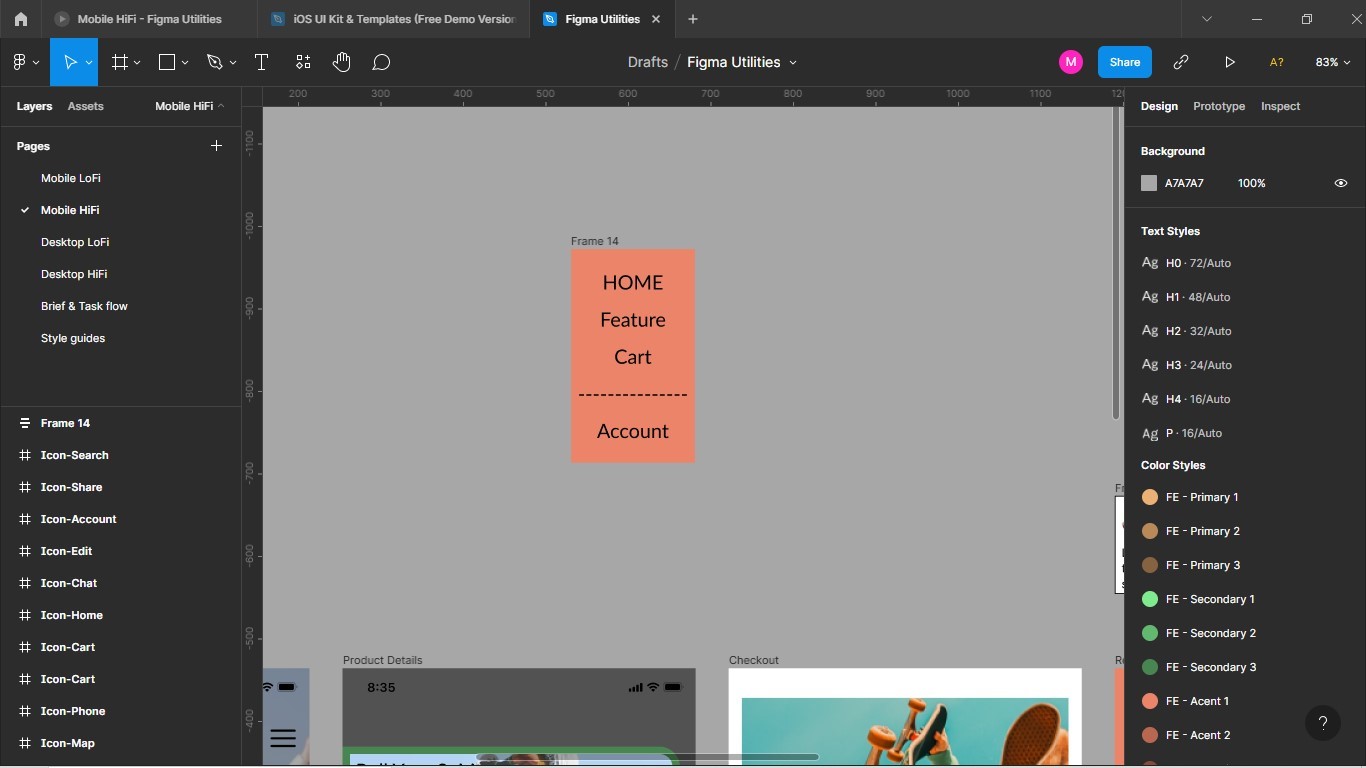 Mobile HiFi - Figma Utilities
iOS UI Kit & Templates (Free Demo Version
Figma Utilities
Drafts / Figma Utilities
M
Share
A?
83%
Layers
Assets
Mobile HiFi
Pages
Mobile LoFi
Mobile HiFi
Desktop LoFi
Desktop HiFi
Brief & Task flow
Style guides
Frame 14
Icon-Search
Icon-Share
Icon-Account
Icon-Edit
Icon-Chat
Icon-Home
Icon-Cart
Icon-Cart
Icon-Phone
Icon-Map
200 300 400 500 600 700 800 900 1000 1100
-1100
-1000
-900
-800
-700
-600
-500
-400
Frame 14
HOME
Feature
Cart
Account
Product Details
8:35
Checkout
Design
Prototype
Inspect
Background
A7A7A7
100%
Text Styles
Ag H0 · 72/Auto
Ag H1 · 48/Auto
Ag H2 · 32/Auto
Ag H3 · 24/Auto
Ag H4 · 16/Auto
Ag P · 16/Auto
Color Styles
FE - Primary 1
FE - Primary 2
FE - Primary 3
FE - Secondary 1
FE - Secondary 2
FE - Secondary 3
FE - Acent 1
FE - Acent 2
?